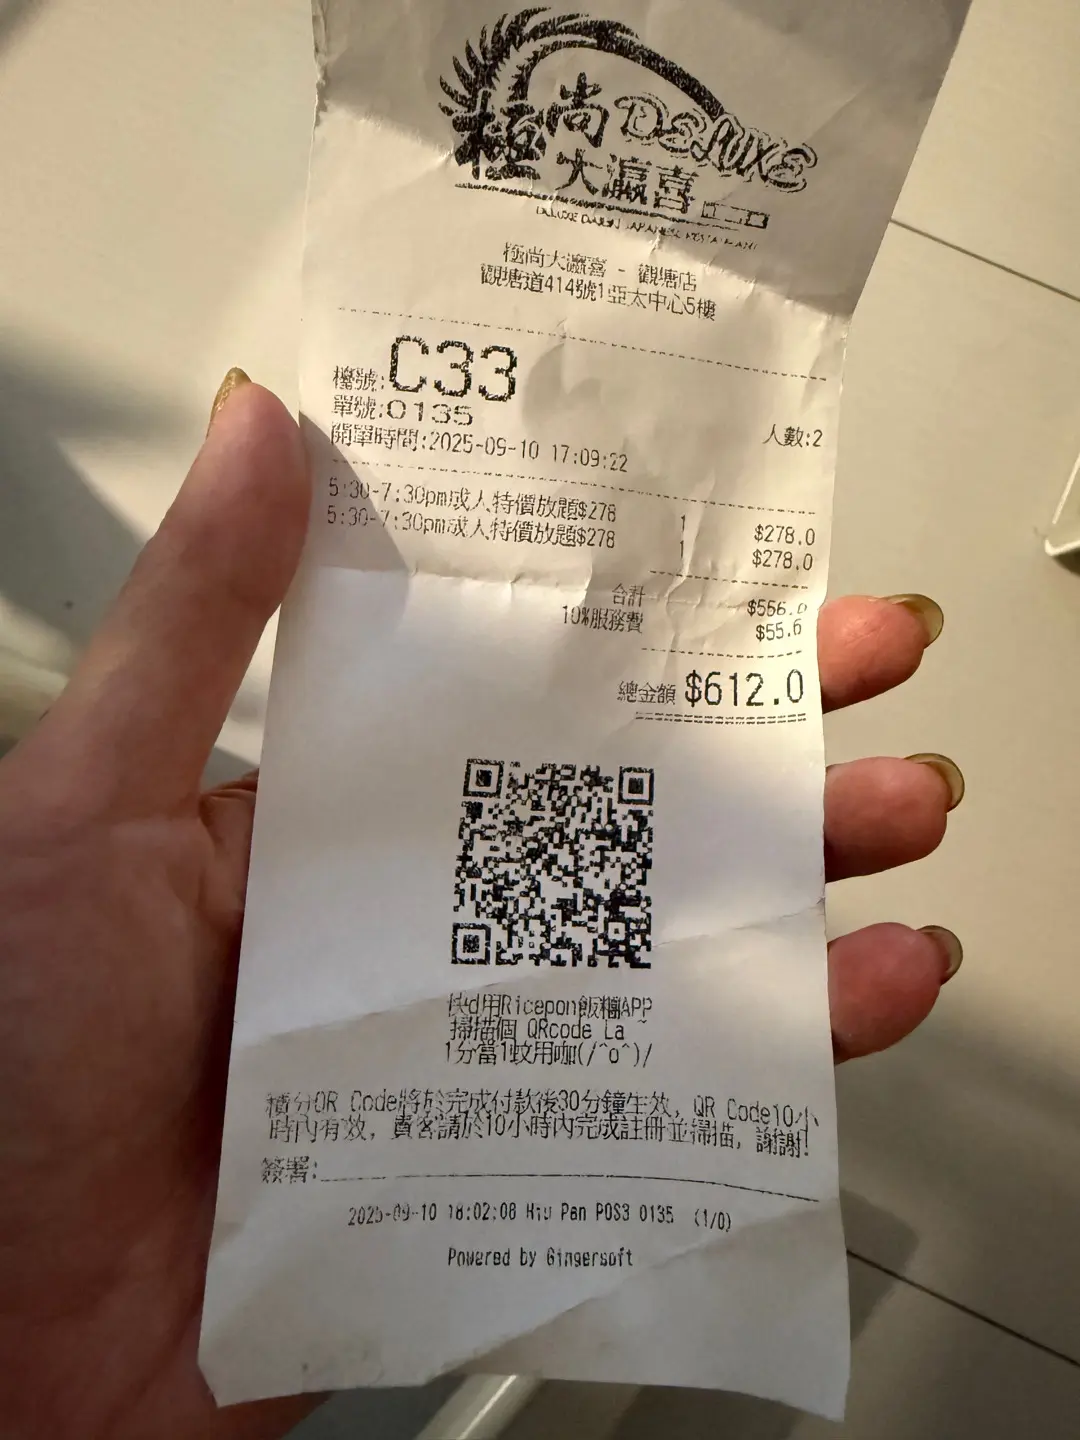 極尚 DELUXE
大瀛喜
DELUXE DAIKI JAPANESE RESTAURANT
極尚大瀛喜 - 觀塘店
觀塘道414號1亞太中心5樓
檯號:C33
單號:0135
人數:2
開單時間:2025-09-10 17:09:22
5:30-7:30pm成人特價放題$278 1 $278.0
5:30-7:30pm成人特價放題$278 1 $278.0
合計 $556.0
10%服務費 $55.6
總金額 $612.0
快d用Ricepon飯糰APP
掃描個 QRcode La ~
1分當1蚊用咖(/^o^)/
積分QR Code將於完成付款後30分鐘生效, QR Code10小
時內有效, 貴客請於10小時內完成註冊並掃描, 謝謝!
簽署:
2025-09-10 18:02:08 Hiu Pan POS3 0135 (1/0)
Powered by Gingersoft